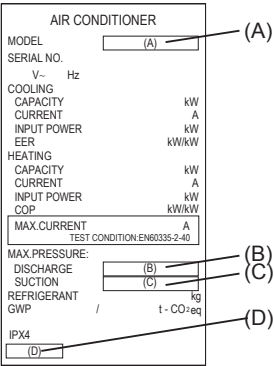 AIR CONDITIONER
MODEL (A) (A)
SERIAL NO.
V~ Hz
COOLING
CAPACITY kW
CURRENT A
INPUT POWER kW
EER kW/kW
HEATING
CAPACITY kW
CURRENT A
INPUT POWER kW
COP kW/kW
MAX.CURRENT A
TEST CONDITION:EN60335-2-40
MAX.PRESSURE:
DISCHARGE (B) (B)
SUCTION (C) (C)
REFRIGERANT kg
GWP / t - CO2eq
IPX4
(D) (D)